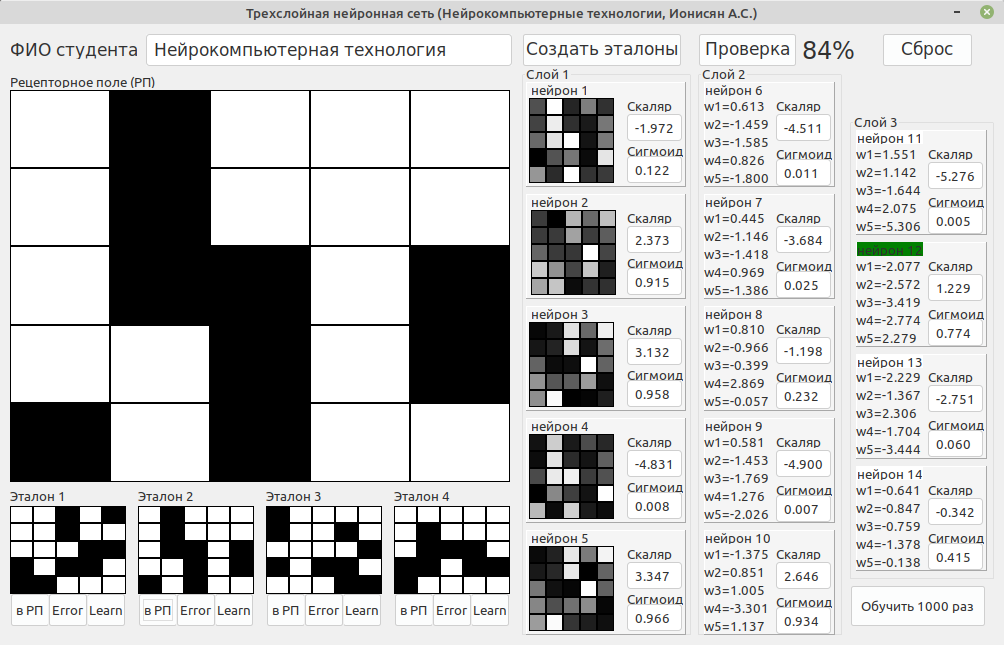 Трехслойная нейронная сеть (Нейрокомпьютерные технологии, Ионисян А.С.)
ФИО студента Нейрокомпьютерная технология Создать эталоны Проверка 84% Сброс
Рецепторное поле (РП)
Слой 1
нейрон 1
Скаляр
-1.972
Сигмоид
0.122
нейрон 2
Скаляр
2.373
Сигмоид
0.915
нейрон 3
Скаляр
3.132
Сигмоид
0.958
нейрон 4
Скаляр
-4.831
Сигмоид
0.008
нейрон 5
Скаляр
3.347
Сигмоид
0.966
Слой 2
нейрон 6
w1=0.613 Скаляр
w2=-1.459 -4.511
w3=-1.585
w4=0.826 Сигмоид
w5=-1.800 0.011
нейрон 7
w1=0.445 Скаляр
w2=-1.146 -3.684
w3=-1.418
w4=0.969 Сигмоид
w5=-1.386 0.025
нейрон 8
w1=0.810 Скаляр
w2=-0.966 -1.198
w3=-0.399
w4=2.869 Сигмоид
w5=-0.057 0.232
нейрон 9
w1=0.581 Скаляр
w2=-1.453 -4.900
w3=-1.769
w4=1.276 Сигмоид
w5=-2.026 0.007
нейрон 10
w1=-1.375 Скаляр
w2=0.851 2.646
w3=1.005
w4=-3.301 Сигмоид
w5=1.137 0.934
Слой 3
нейрон 11
w1=1.551 Скаляр
w2=1.142 -5.276
w3=-1.644
w4=2.075 Сигмоид
w5=-5.306 0.005
нейрон 12
w1=-2.077 Скаляр
w2=-2.572 1.229
w3=-3.419
w4=-2.774 Сигмоид
w5=2.279 0.774
нейрон 13
w1=-2.229 Скаляр
w2=-1.367 -2.751
w3=2.306
w4=-1.704 Сигмоид
w5=-3.444 0.060
нейрон 14
w1=-0.641 Скаляр
w2=-0.847 -0.342
w3=-0.759
w4=-1.378 Сигмоид
w5=-0.138 0.415
Обучить 1000 раз
Эталон 1 Эталон 2 Эталон 3 Эталон 4
в РП Error Learn в РП Error Learn в РП Error Learn в РП Error Learn